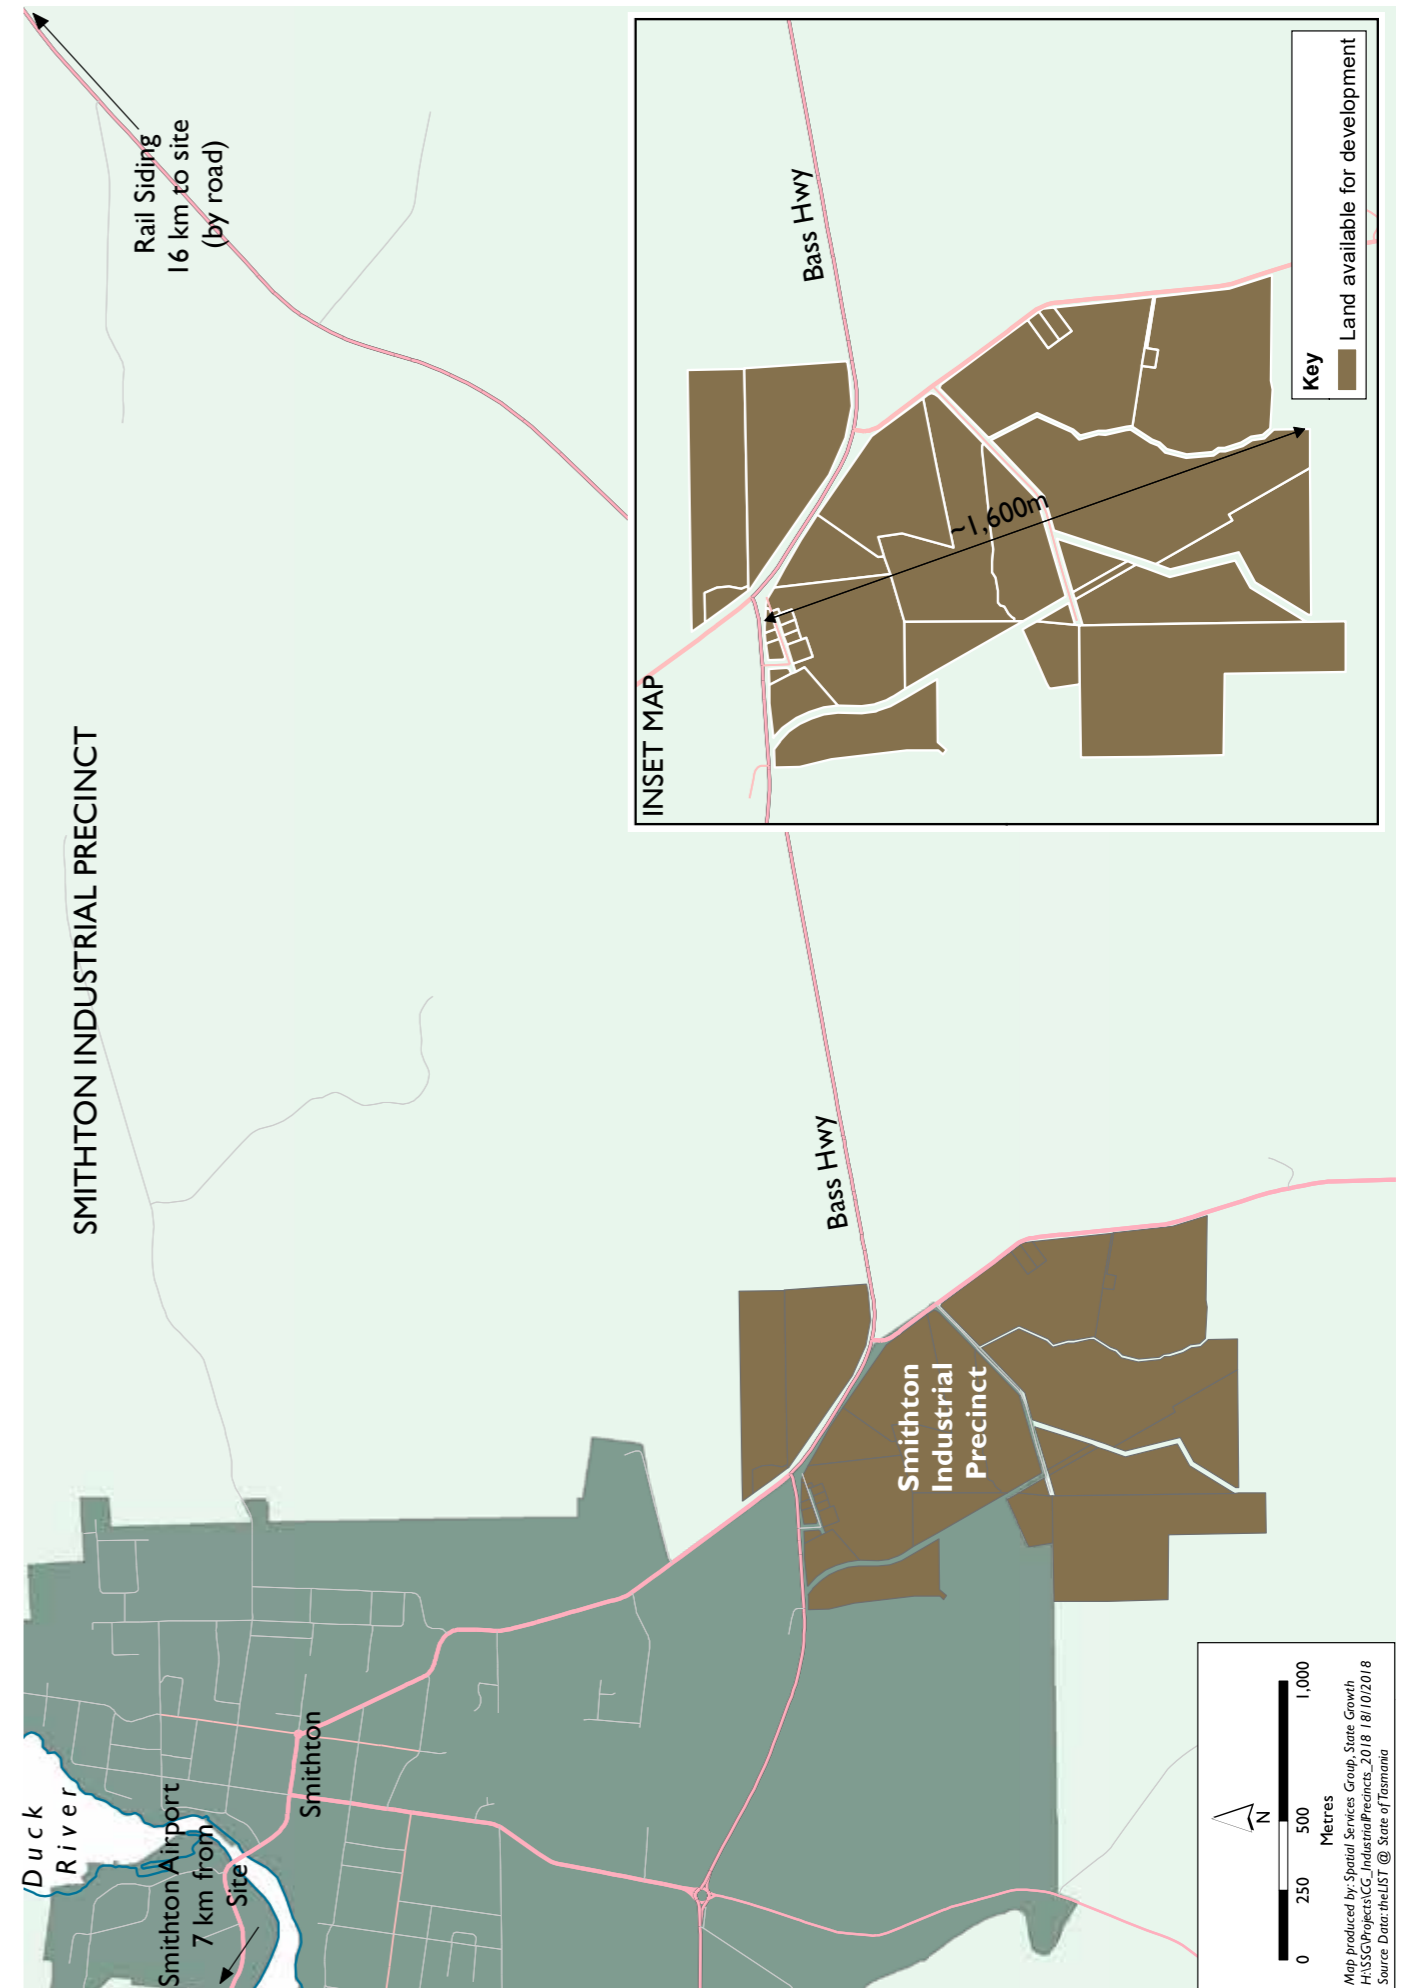 SMITHTON INDUSTRIAL PRECINCT
Duck
River
Smithton Airport
7 km from
Site
Smithton
Rail Siding
16 km to site
(by road)
Bass Hwy
Smithton
Industrial
Precinct
INSET MAP
Bass Hwy
~1,600m
Key
Land available for development
N
0 250 500 1,000
Metres
Map produced by: Spatial Services Group, State Growth
H:\SSG\Projects\CG_IndustrialPrecincts_2018 18/10/2018
Source Data: theLIST @ State of Tasmania